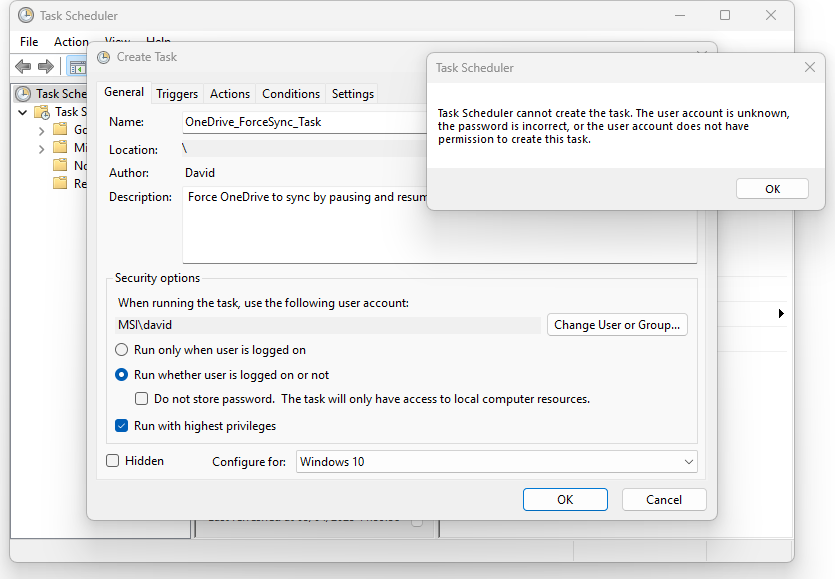 Task Scheduler
File Action View Help
Create Task
Task Sche
Task S
Go
Mi
No
Re
General Triggers Actions Conditions Settings
Name: OneDrive_ForceSync_Task
Location: \
Author: David
Description: Force OneDrive to sync by pausing and resum
Security options
When running the task, use the following user account:
MSI\david
Change User or Group...
Run only when user is logged on
Run whether user is logged on or not
Do not store password. The task will only have access to local computer resources.
Run with highest privileges
Hidden
Configure for: Windows 10
OK Cancel
Task Scheduler
Task Scheduler cannot create the task. The user account is unknown,
the password is incorrect, or the user account does not have
permission to create this task.
OK